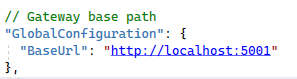 // Gateway base path
"GlobalConfiguration": {
"BaseUrl": "http://localhost:5001"
},